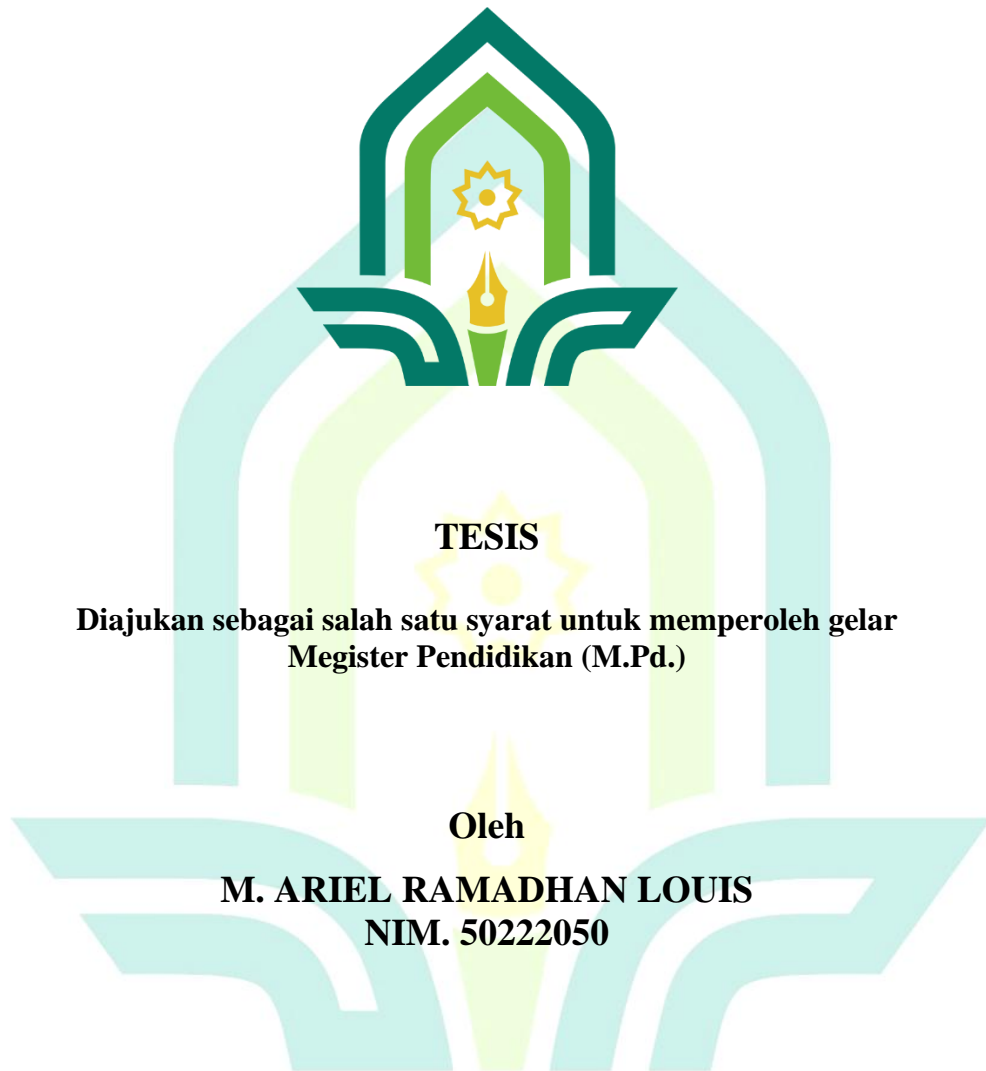 TESIS
Diajukan sebagai salah satu syarat untuk memperoleh gelar
Megister Pendidikan (M.Pd.)
Oleh
M. ARIEL RAMADHAN LOUIS
NIM. 50222050